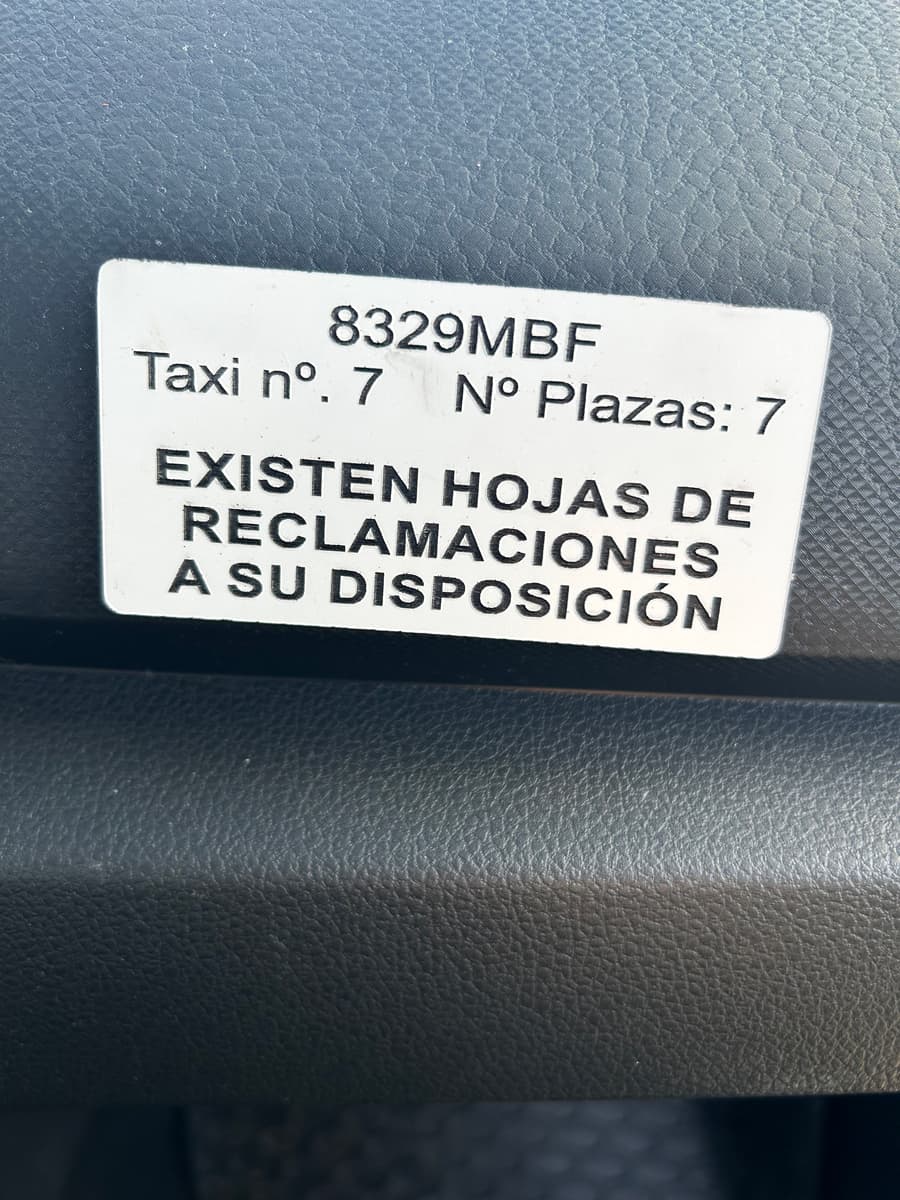 8329MBF
Taxi nº. 7 Nº Plazas: 7
EXISTEN HOJAS DE
RECLAMACIONES
A SU DISPOSICIÓN